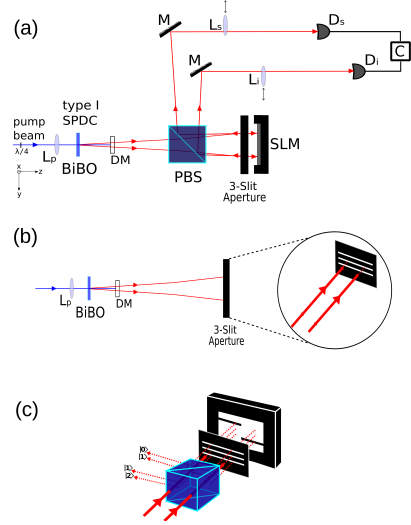 (a)
M
Lₛ
Dₛ
C
M
Lᵢ
Dᵢ
type I
SPDC
pump
beam
λ/4
Lₚ
BiBO
DM
PBS
SLM
3-Slit
Aperture
x
z
y
(b)
Lₚ
BiBO
DM
3-Slit
Aperture
(c)
|0⟩
|1⟩
|1⟩
|2⟩